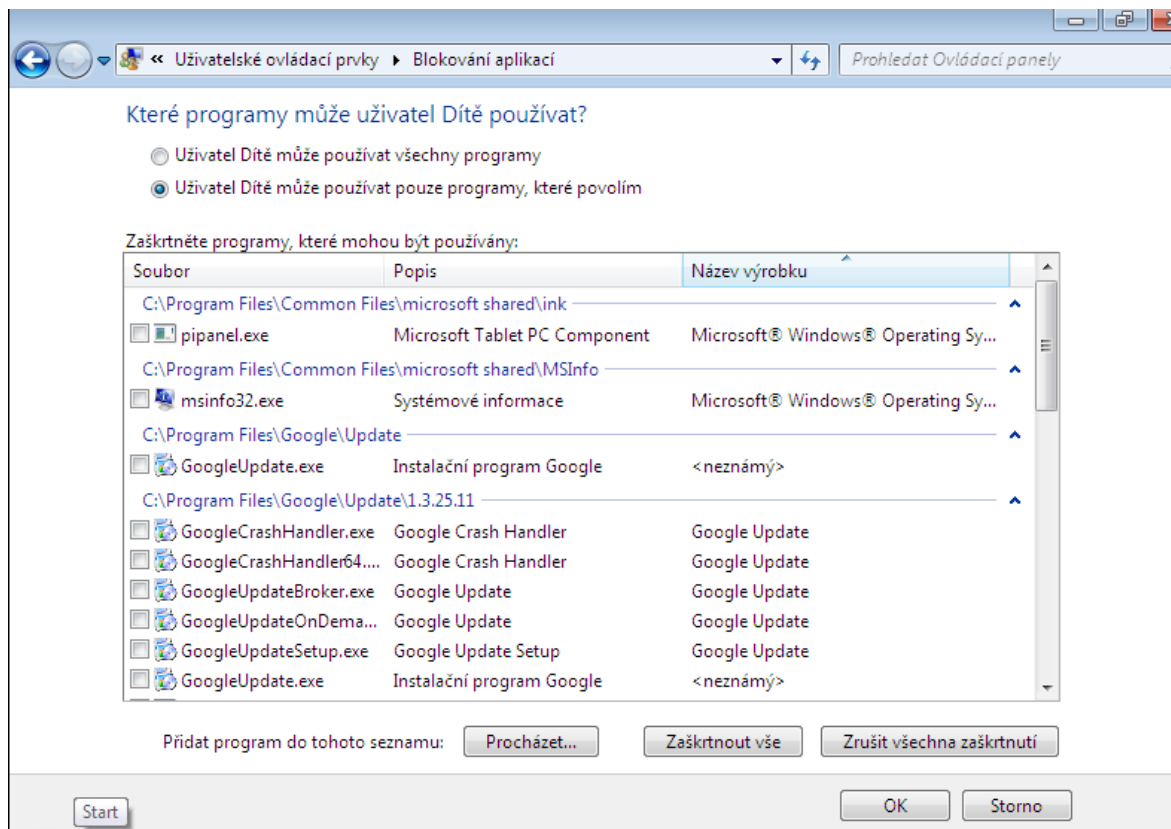 « Uživatelské ovládací prvky ▸ Blokování aplikací Prohledat Ovládací panely
Které programy může uživatel Dítě používat?
Uživatel Dítě může používat všechny programy
Uživatel Dítě může používat pouze programy, které povolím
Zaškrtněte programy, které mohou být používány:
Soubor Popis Název výrobku
C:\Program Files\Common Files\microsoft shared\ink
pipanel.exe Microsoft Tablet PC Component Microsoft® Windows® Operating Sy...
C:\Program Files\Common Files\microsoft shared\MSInfo
msinfo32.exe Systémové informace Microsoft® Windows® Operating Sy...
C:\Program Files\Google\Update
GoogleUpdate.exe Instalační program Google <neznámý>
C:\Program Files\Google\Update\1.3.25.11
GoogleCrashHandler.exe Google Crash Handler Google Update
GoogleCrashHandler64.... Google Crash Handler Google Update
GoogleUpdateBroker.exe Google Update Google Update
GoogleUpdateOnDema... Google Update Google Update
GoogleUpdateSetup.exe Google Update Setup Google Update
GoogleUpdate.exe Instalační program Google <neznámý>
Přidat program do tohoto seznamu: Procházet... Zaškrtnout vše Zrušit všechna zaškrtnutí
OK Storno
Start